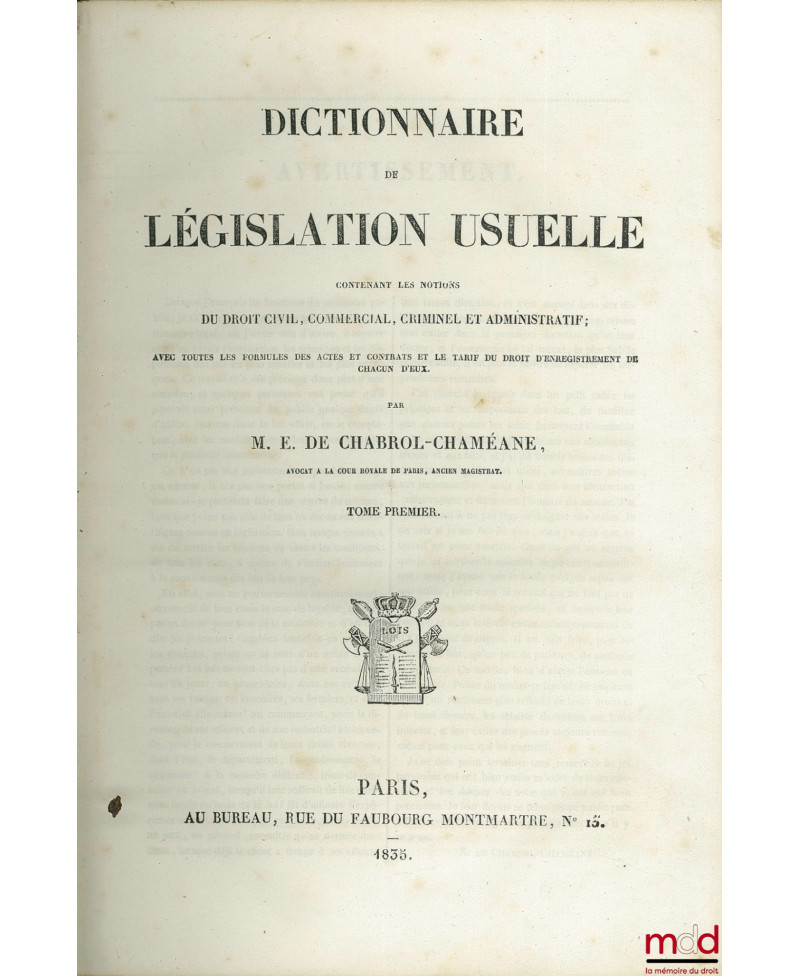 DICTIONNAIRE
DE
LÉGISLATION USUELLE
CONTENANT LES NOTIONS
DU DROIT CIVIL, COMMERCIAL, CRIMINEL ET ADMINISTRATIF;
AVEC TOUTES LES FORMULES DES ACTES ET CONTRATS ET LE TARIF DU DROIT D'ENREGISTREMENT DE
CHACUN D'EUX.
PAR
M. E. DE CHABROL-CHAMÉANE,
AVOCAT A LA COUR ROYALE DE PARIS, ANCIEN MAGISTRAT.
TOME PREMIER.
LOIS
PARIS,
AU BUREAU, RUE DU FAUBOURG MONTMARTRE, N° 15.
1835.
mdd
la mémoire du droit